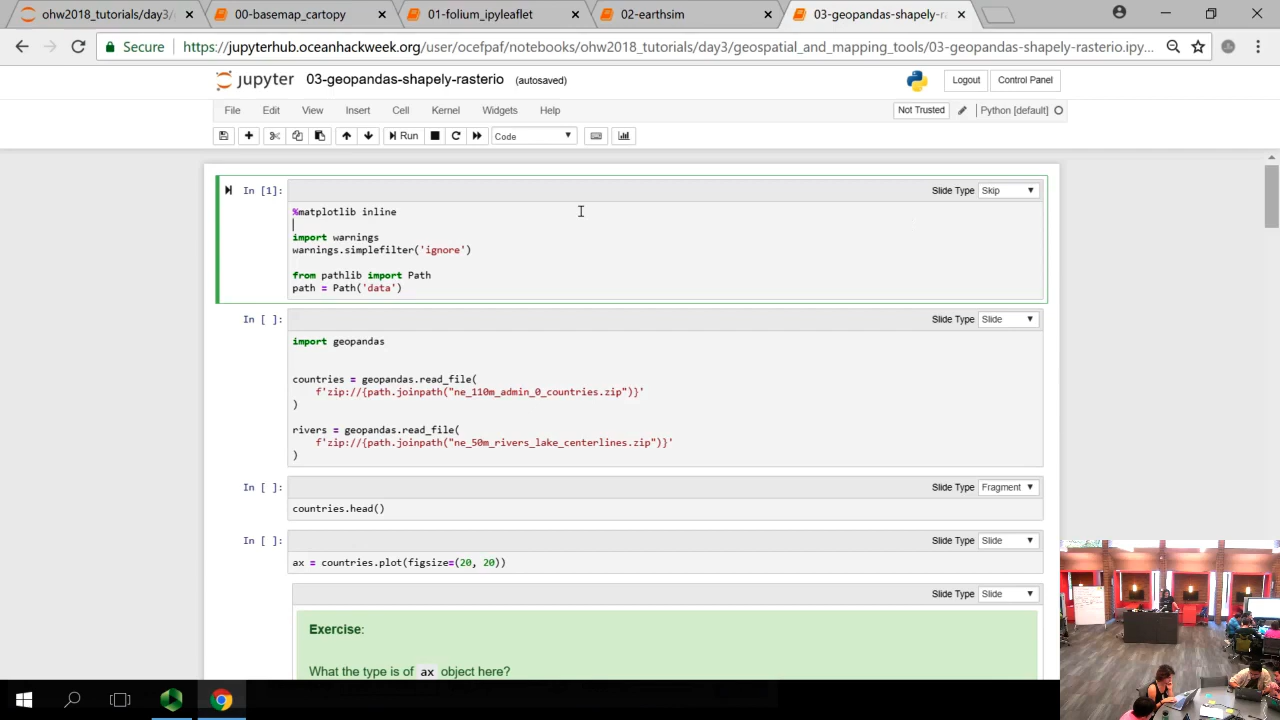 ohw2018_tutorials/day3/
00-basemap_cartopy
01-folium_ipyleaflet
02-earthsim
03-geopandas-shapely-r
Secure
https://jupyterhub.oceanhackweek.org/user/ocefpaf/notebooks/ohw2018_tutorials/day3/geospatial_and_mapping_tools/03-geopandas-shapely-rasterio.ipy...
jupyter 03-geopandas-shapely-rasterio (autosaved)
Logout
Control Panel
File Edit View Insert Cell Kernel Widgets Help
Not Trusted
Python [default]
Run
Code
In [1]:
Slide Type Skip
%matplotlib inline
import warnings
warnings.simplefilter('ignore')
from pathlib import Path
path = Path('data')
In [ ]:
Slide Type Slide
import geopandas
countries = geopandas.read_file(
f'zip://{path.joinpath("ne_110m_admin_0_countries.zip")}'
)
rivers = geopandas.read_file(
f'zip://{path.joinpath("ne_50m_rivers_lake_centerlines.zip")}'
)
In [ ]:
Slide Type Fragment
countries.head()
In [ ]:
Slide Type Slide
ax = countries.plot(figsize=(20, 20))
Slide Type Slide
Exercise:
What the type is of ax object here?